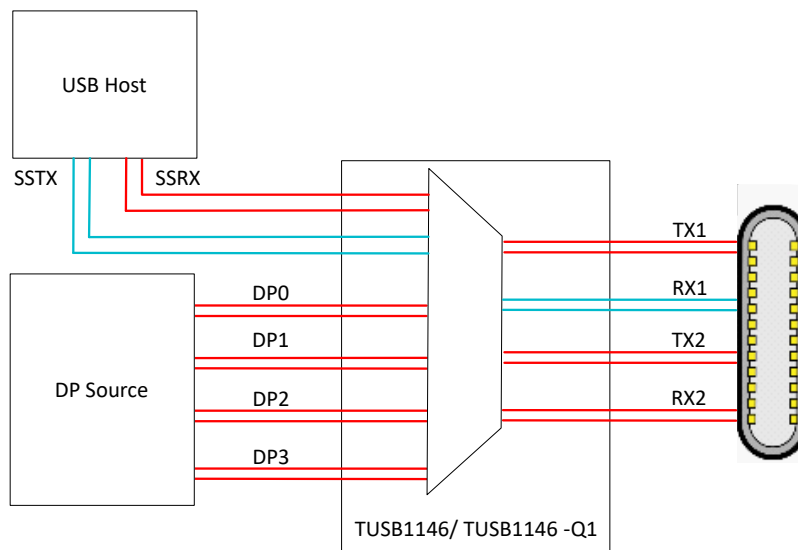 USB Host
SSTX
SSRX
TX1
RX1
TX2
RX2
DP0
DP1
DP2
DP3
DP Source
TUSB1146/ TUSB1146 -Q1